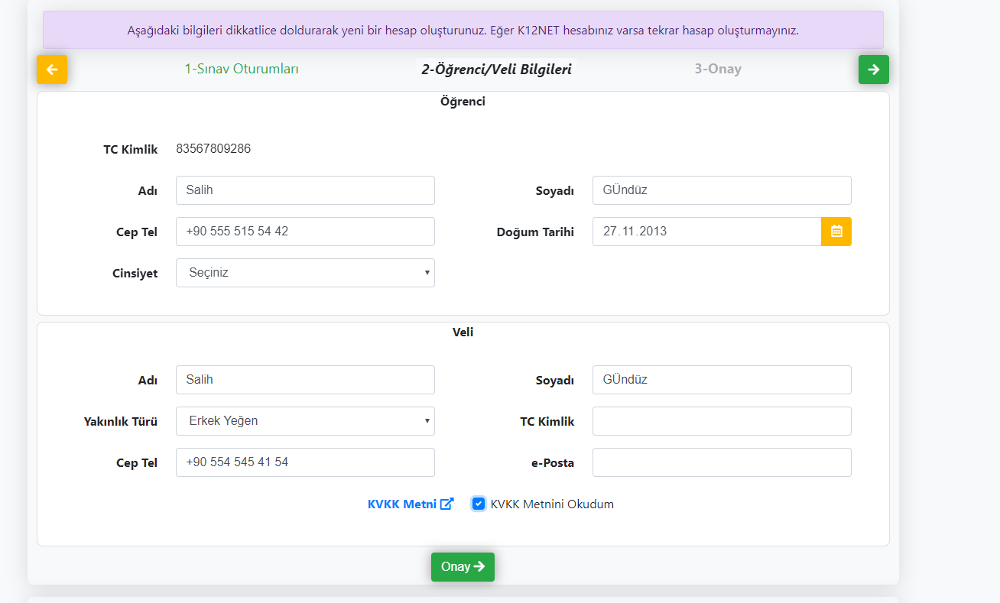 Aşağıdaki bilgileri dikkatlice doldurarak yeni bir hesap oluşturunuz. Eğer K12NET hesabınız varsa tekrar hasap oluşturmayınız.
1-Sınav Oturumları 2-Öğrenci/Veli Bilgileri 3-Onay
Öğrenci
TC Kimlik 83567809286
Adı Salih Soyadı GÜndüz
Cep Tel +90 555 515 54 42 Doğum Tarihi 27.11.2013
Cinsiyet Seçiniz
Veli
Adı Salih Soyadı GÜndüz
Yakınlık Türü Erkek Yeğen TC Kimlik
Cep Tel +90 554 545 41 54 e-Posta
KVKK Metni KVKK Metnini Okudum
Onay